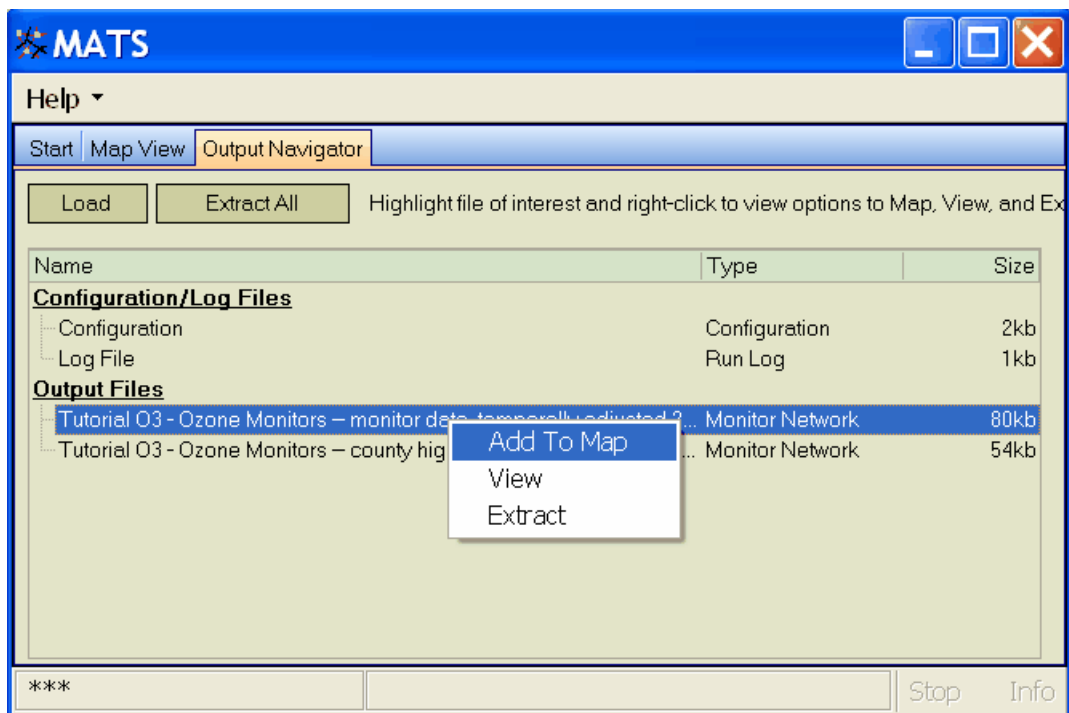 MATS
Help
Start Map View Output Navigator
Load Extract All Highlight file of interest and right-click to view options to Map, View, and Ex
Name Type Size
Configuration/Log Files
Configuration Configuration 2kb
Log File Run Log 1kb
Output Files
Tutorial O3 - Ozone Monitors – monitor data, temporally adjusted 2... Monitor Network 80kb
Tutorial O3 - Ozone Monitors – county hig ... Monitor Network 54kb
Add To Map
View
Extract
*** Stop Info